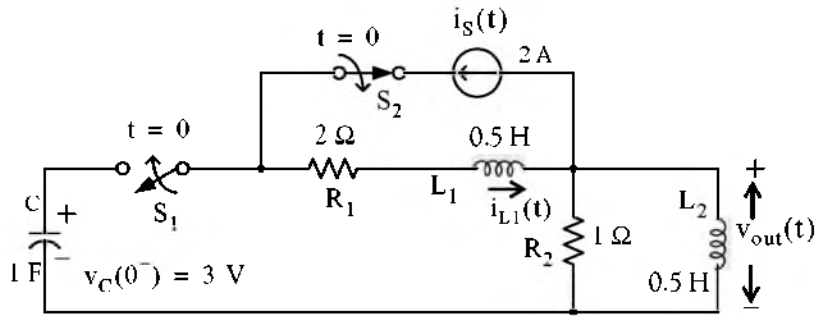 i_S(t)
t = 0
2 A
S_2
t = 0
2 Ω
0.5 H
S_1
R_1
L_1
i_L1(t)
C
+
+
L_2
R_2
1 Ω
v_out(t)
1 F
–
v_C(0^–) = 3 V
0.5 H
–